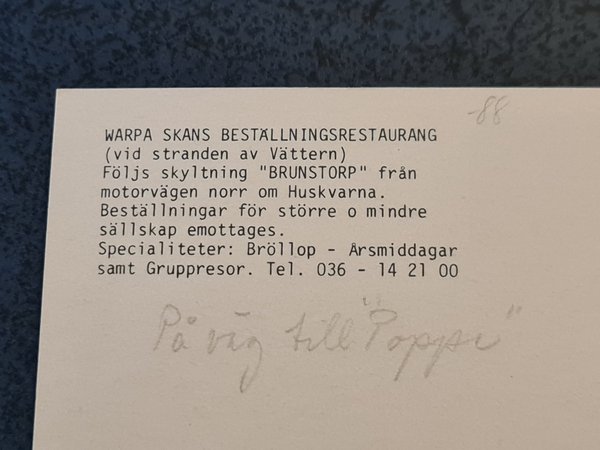 -88
WARPA SKANS BESTÄLLNINGSRESTAURANG
(vid stranden av Vättern)
Följs skyltning "BRUNSTORP" från
motorvägen norr om Huskvarna.
Beställningar för större o mindre
sällskap emottages.
Specialiteter: Bröllop - Årsmiddagar
samt Gruppresor. Tel. 036 - 14 21 00
På väg till "Poppe"